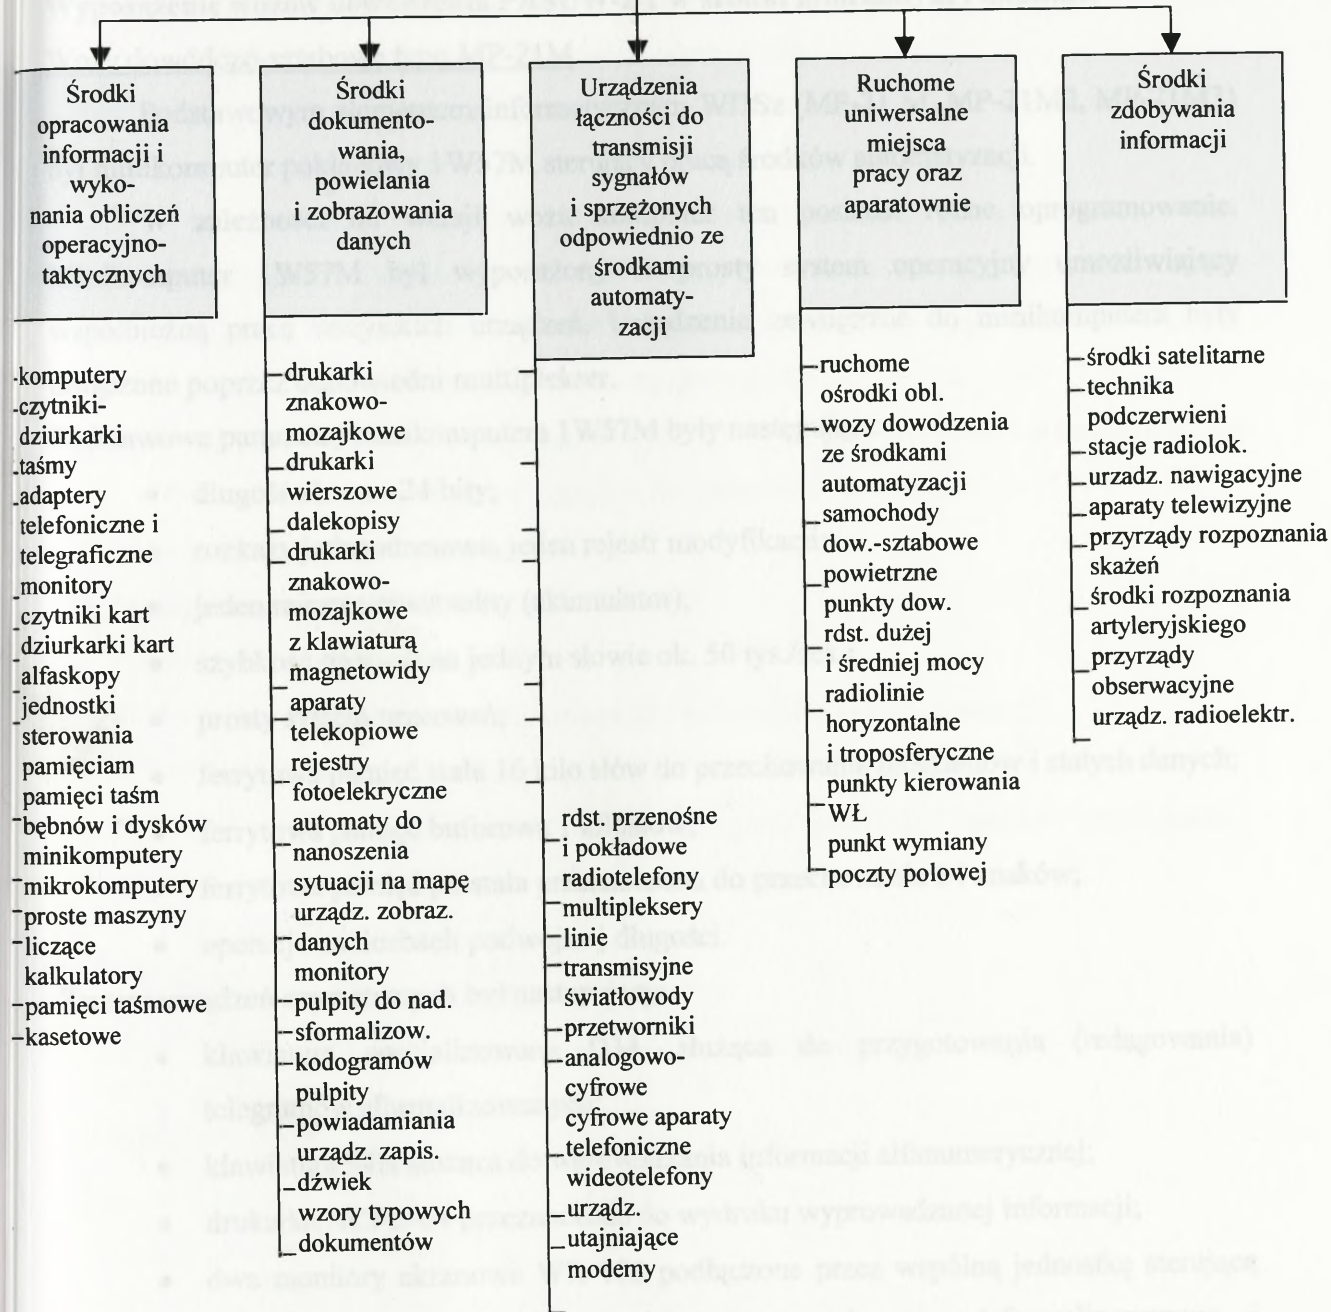 Środki
opracowania
informacji i
wyko-
nania obliczeń
operacyjno-
taktycznych
komputery
czytniki-
dziurkarki
taśmy
adaptery
telefoniczne i
telegraficzne
monitory
czytniki kart
dziurkarki kart
alfaskopy
jednostki
sterowania
pamięciam
pamięci taśm
bębnów i dysków
minikomputery
mikrokomputery
proste maszyny
liczące
kalkulatory
pamięci taśmowe
kasetowe
Środki
dokumento-
wania,
powielania
i zobrazowania
danych
drukarki
znakowo-
mozajkowe
drukarki
wierszowe
dalekopisy
drukarki
znakowo-
mozajkowe
z klawiaturą
magnetowidy
aparaty
telekopiowe
rejestry
fotoelekryczne
automaty do
nanoszenia
sytuacji na mapę
urządz. zobraz.
danych
monitory
pulpity do nad.
sformalizow.
kodogramów
pulpity
powiadamiania
urządz. zapis.
dźwiek
wzory typowych
dokumentów
Urządzenia
łączności do
transmisji
sygnałów
i sprzężonych
odpowiednio ze
środkami
automaty-
zacji
rdst. przenośne
i pokładowe
radiotelefony
multipleksery
linie
transmisyjne
światłowody
przetworniki
analogowo-
cyfrowe
cyfrowe aparaty
telefoniczne
wideotelefony
urządz.
utajniające
modemy
Ruchome
uniwersalne
miejsca
pracy oraz
aparatownie
ruchome
ośrodki obl.
wozy dowodzenia
ze środkami
automatyzacji
samochody
dow.-sztabowe
powietrzne
punkty dow.
rdst. dużej
i średniej mocy
radiolinie
horyzontalne
i troposferyczne
punkty kierowania
WŁ
punkt wymiany
poczty polowej
Środki
zdobywania
informacji
środki satelitarne
technika
podczerwieni
stacje radiolok.
urzadz. nawigacyjne
aparaty telewizyjne
przyrządy rozpoznania
skażeń
środki rozpoznania
artyleryjskiego
przyrządy
obserwacyjne
urządz. radioelektr.